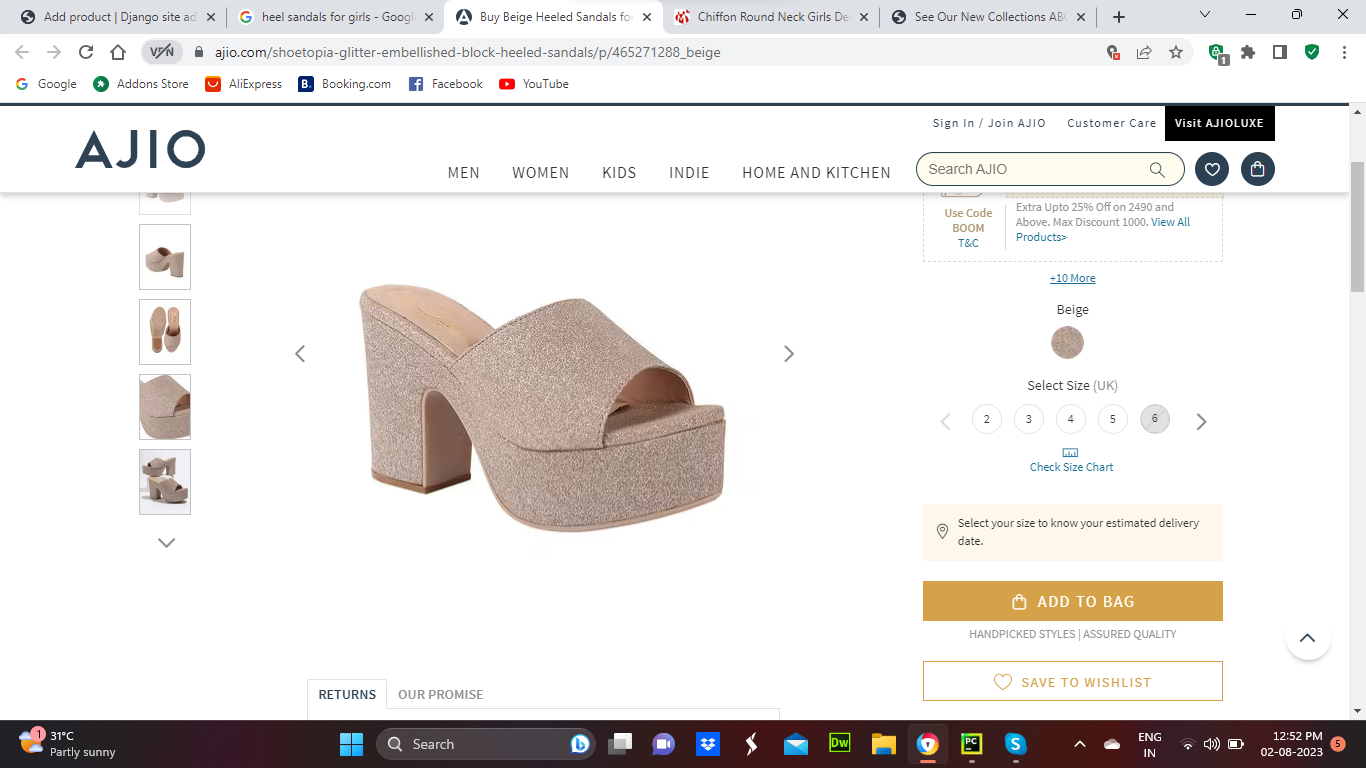 Add product | Django site ad
heel sandals for girls - Googl
Buy Beige Heeled Sandals for
Chiffon Round Neck Girls De
See Our New Collections ABC
VPN
ajio.com/shoetopia-glitter-embellished-block-heeled-sandals/p/465271288_beige
1
Google
Addons Store
AliExpress
B.
Booking.com
Facebook
YouTube
Sign In / Join AJIO
Customer Care
Visit AJIOLUXE
AJIO
MEN
WOMEN
KIDS
INDIE
HOME AND KITCHEN
Search AJIO
Use Code
BOOM
T&C
Extra Upto 25% Off on 2490 and
Above. Max Discount 1000. View All
Products>
+10 More
Beige
Select Size (UK)
2
3
4
5
6
Check Size Chart
Select your size to know your estimated delivery
date.
ADD TO BAG
HANDPICKED STYLES | ASSURED QUALITY
SAVE TO WISHLIST
RETURNS
OUR PROMISE
1
31°C
Partly sunny
Search
Dw
PC
S
ENG
IN
12:52 PM
02-08-2023
5